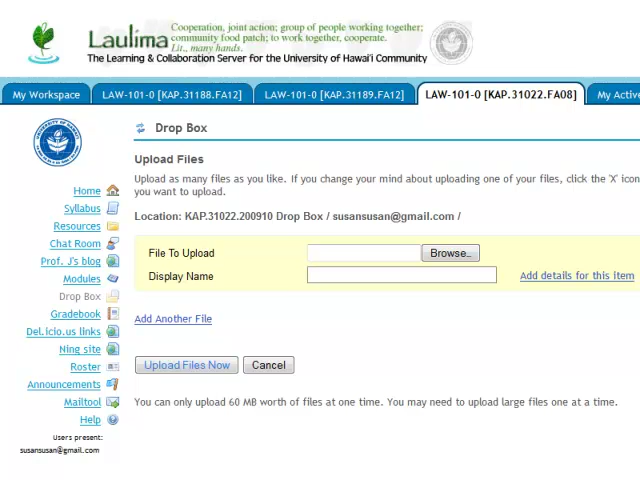 Laulima
Cooperation, joint action; group of people working together;
community food patch; to work together, cooperate.
Lit., many hands.
The Learning & Collaboration Server for the University of Hawai'i Community
My Workspace
LAW-101-0 [KAP.31188.FA12]
LAW-101-0 [KAP.31189.FA12]
LAW-101-0 [KAP.31022.FA08]
My Active
Drop Box
Upload Files
Upload as many files as you like. If you change your mind about uploading one of your files, click the 'X' icon
you want to upload.
Location: KAP.31022.200910 Drop Box / susansusan@gmail.com /
File To Upload
Browse..
Display Name
Add details for this item
Add Another File
Upload Files Now
Cancel
You can only upload 60 MB worth of files at one time. You may need to upload large files one at a time.
Home
Syllabus
Resources
Chat Room
Prof. J's blog
Modules
Drop Box
Gradebook
Del.icio.us links
Ning site
Roster
Announcements
Mailtool
Help
Users present:
susansusan@gmail.com